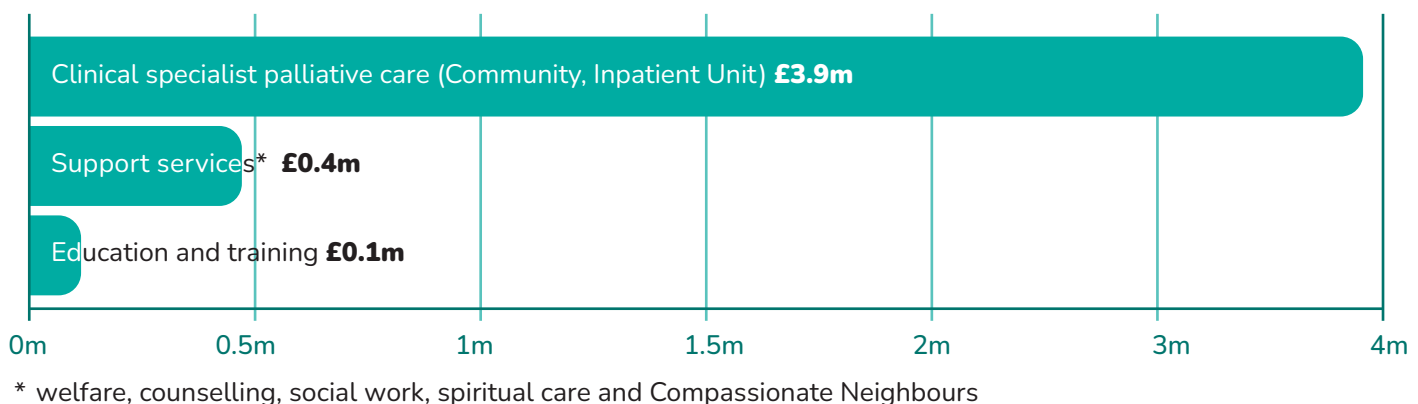 Clinical specialist palliative care (Community, Inpatient Unit) £3.9m
Support services* £0.4m
Education and training £0.1m
0m 0.5m 1m 1.5m 2m 3m 4m
* welfare, counselling, social work, spiritual care and Compassionate Neighbours